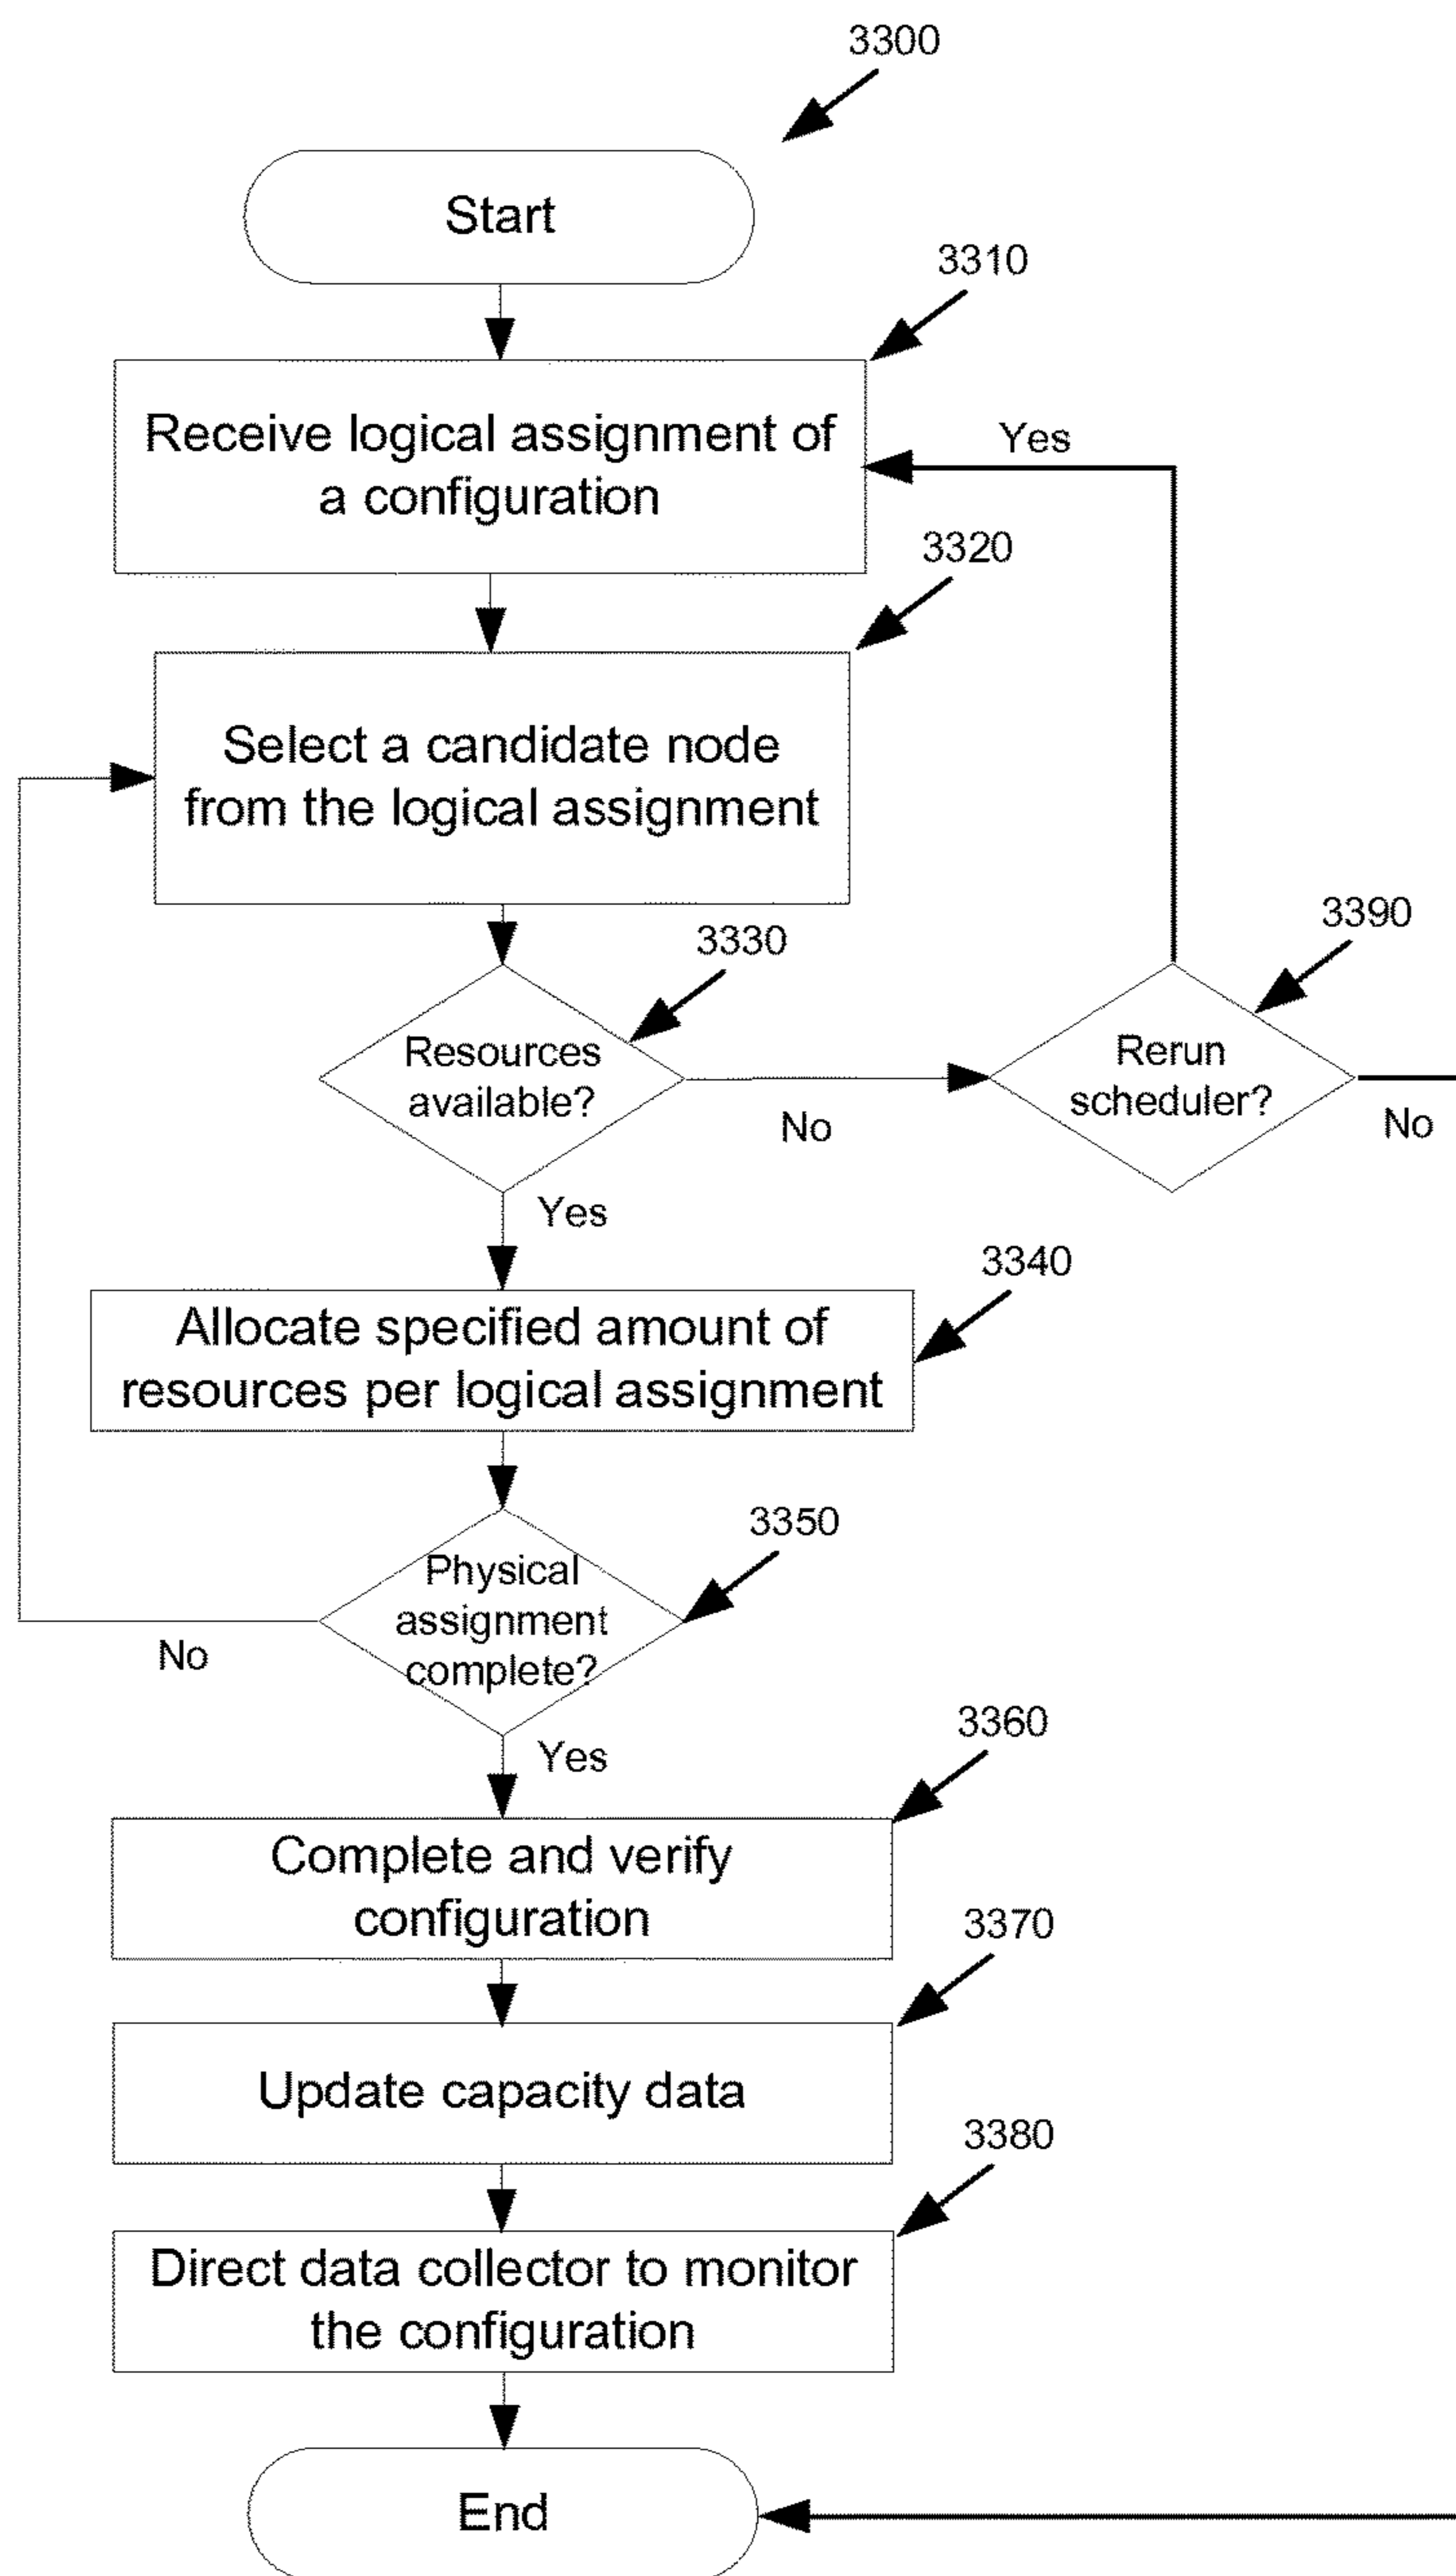 3300
Start
3310
Receive logical assignment of
a configuration
Yes
3320
Select a candidate node
from the logical assignment
3330
3390
Resources
available?
No
Rerun
scheduler?
No
Yes
3340
Allocate specified amount of
resources per logical assignment
3350
Physical
assignment
complete?
No
Yes
3360
Complete and verify
configuration
3370
Update capacity data
3380
Direct data collector to monitor
the configuration
End